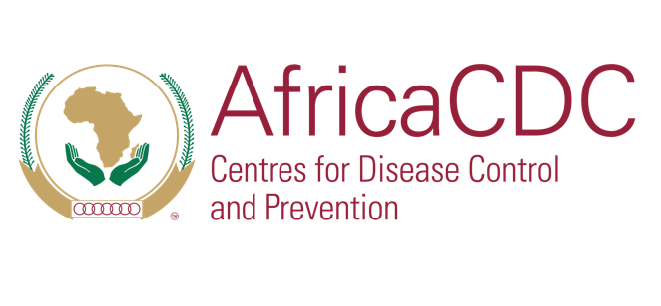 AfricaCDC
Centres for Disease Control
and Prevention